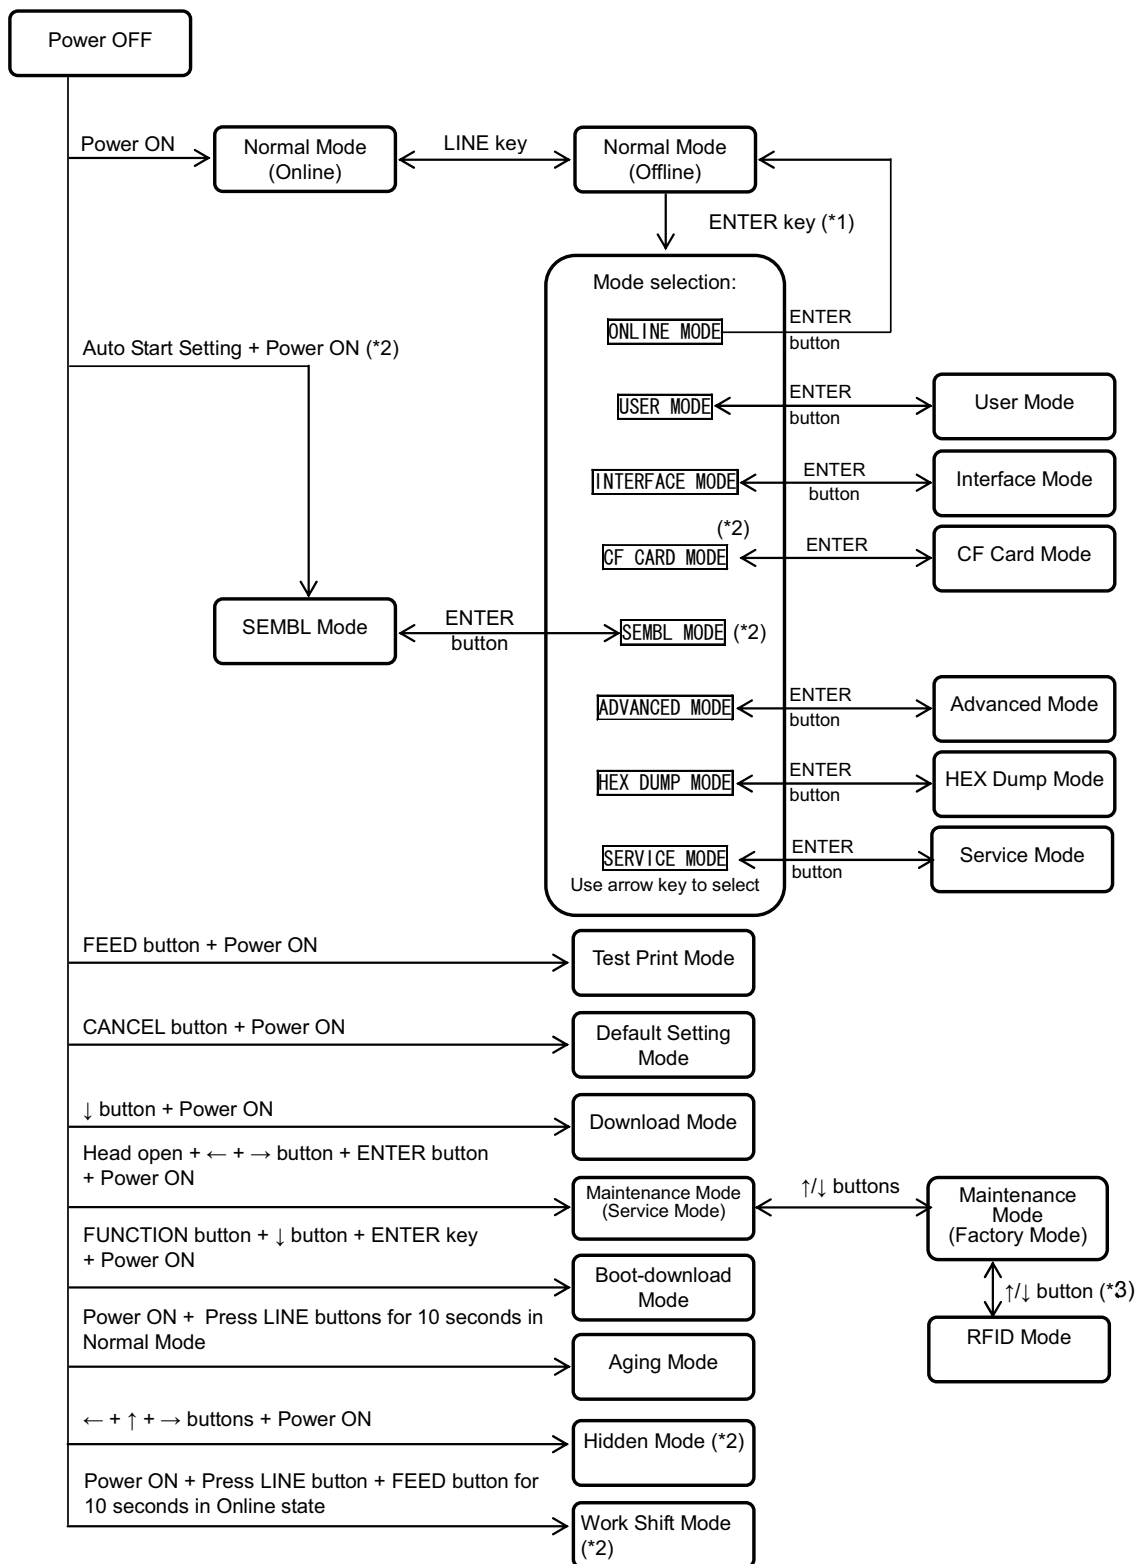 Power OFF
Power ON
Normal Mode
(Online)
LINE key
Normal Mode
(Offline)
ENTER key (*1)
Mode selection:
ONLINE MODE
ENTER
button
Auto Start Setting + Power ON (*2)
USER MODE
ENTER
button
User Mode
INTERFACE MODE
ENTER
button
Interface Mode
(*2)
CF CARD MODE
ENTER
CF Card Mode
SEMBL Mode
ENTER
button
SEMBL MODE (*2)
ADVANCED MODE
ENTER
button
Advanced Mode
HEX DUMP MODE
ENTER
button
HEX Dump Mode
SERVICE MODE
ENTER
button
Service Mode
Use arrow key to select
FEED button + Power ON
Test Print Mode
CANCEL button + Power ON
Default Setting
Mode
↓ button + Power ON
Download Mode
Head open + ← + → button + ENTER button
+ Power ON
Maintenance Mode
(Service Mode)
↑/↓ buttons
Maintenance
Mode
(Factory Mode)
FUNCTION button + ↓ button + ENTER key
+ Power ON
Boot-download
Mode
↑/↓ button (*3)
RFID Mode
Power ON + Press LINE buttons for 10 seconds in
Normal Mode
Aging Mode
← + ↑ + → buttons + Power ON
Hidden Mode (*2)
Power ON + Press LINE button + FEED button for
10 seconds in Online state
Work Shift Mode
(*2)